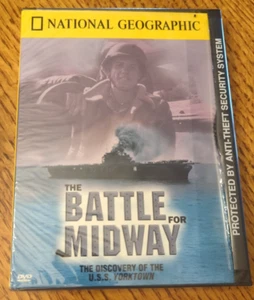 NATIONAL GEOGRAPHIC
THE
BATTLE
FOR
MIDWAY
THE DISCOVERY OF THE
U.S.S. YORKTOWN
DVD
PROTECTED BY ANTI-THEFT SECURITY SYSTEM